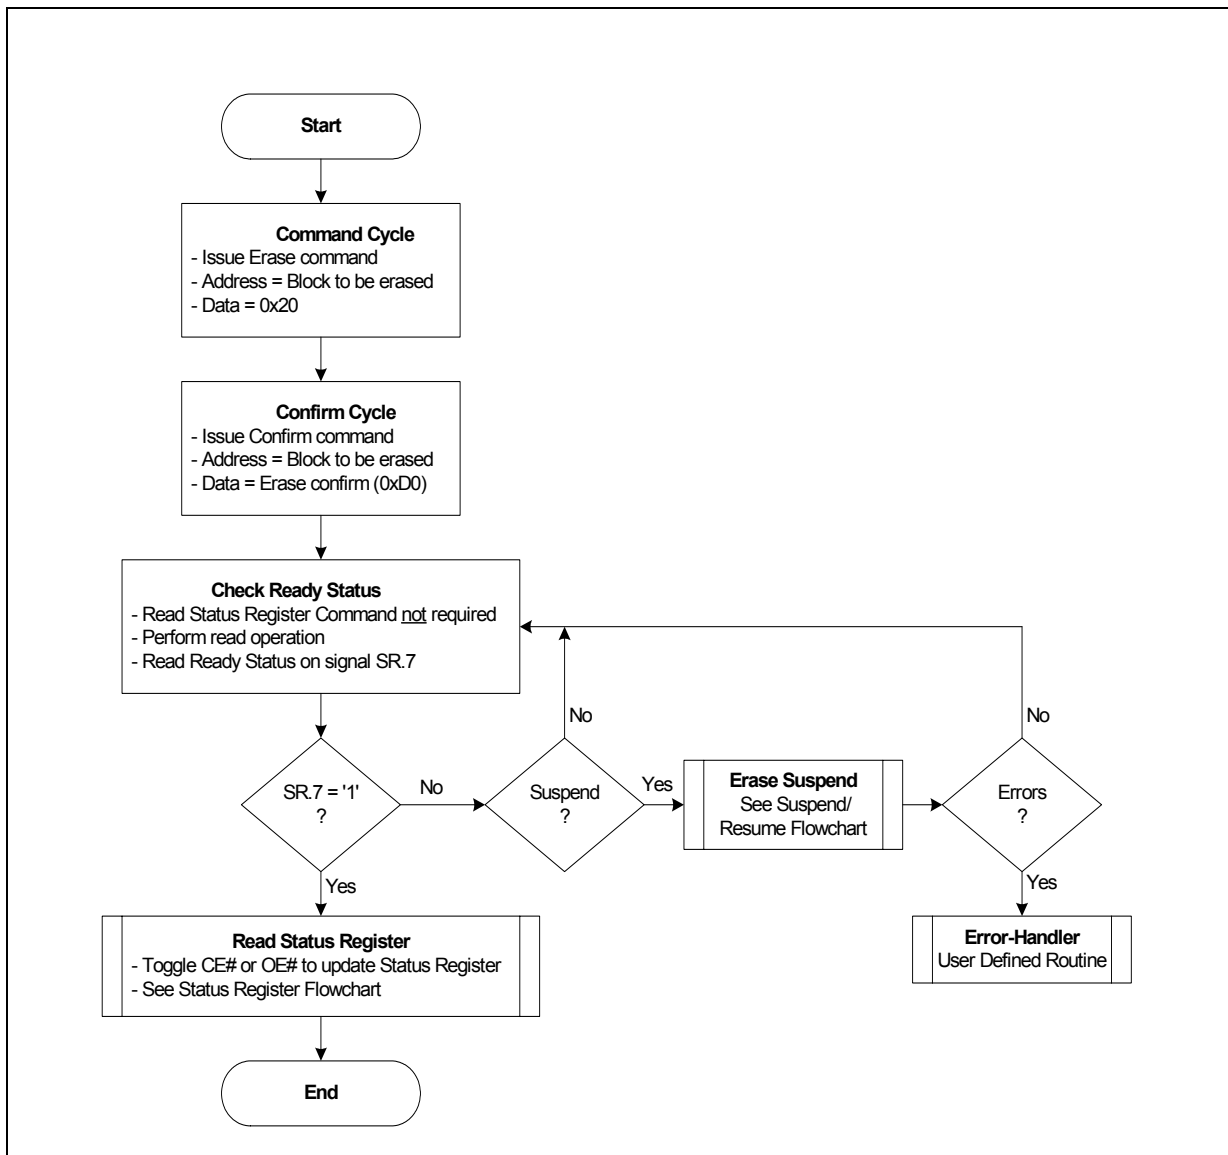 Start
Command Cycle
- Issue Erase command
- Address = Block to be erased
- Data = 0x20
Confirm Cycle
- Issue Confirm command
- Address = Block to be erased
- Data = Erase confirm (0xD0)
Check Ready Status
- Read Status Register Command not required
- Perform read operation
- Read Ready Status on signal SR.7
No
No
SR.7 = '1'
?
No
Suspend
?
Yes
Erase Suspend
See Suspend/
Resume Flowchart
Errors
?
Yes
Yes
Read Status Register
- Toggle CE# or OE# to update Status Register
- See Status Register Flowchart
Error-Handler
User Defined Routine
End